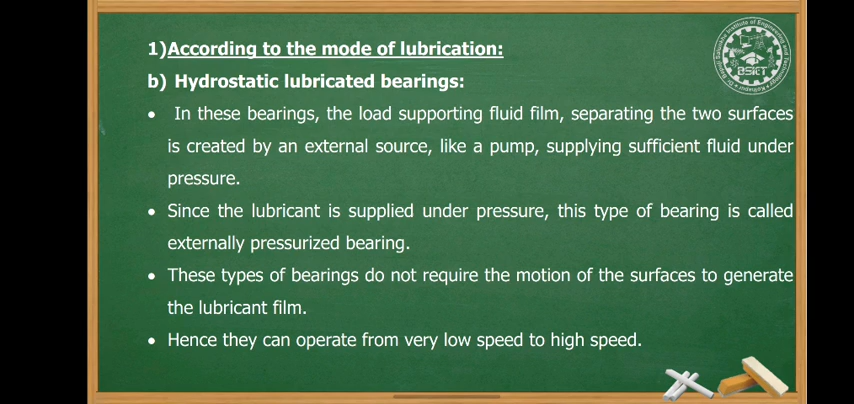 1)According to the mode of lubrication:
b) Hydrostatic lubricated bearings:
• In these bearings, the load supporting fluid film, separating the two surfaces
is created by an external source, like a pump, supplying sufficient fluid under
pressure.
• Since the lubricant is supplied under pressure, this type of bearing is called
externally pressurized bearing.
• These types of bearings do not require the motion of the surfaces to generate
the lubricant film.
• Hence they can operate from very low speed to high speed.